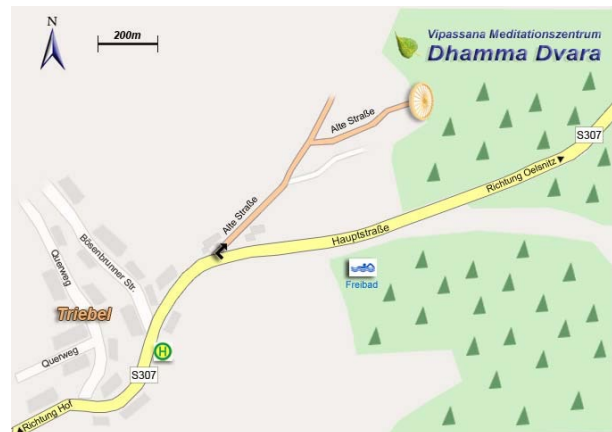 N
200m
Vipassana Meditationszentrum
Dhamma Dvara
Alte Straße
S307
Richtung Oelsnitz
Alte Straße
Hauptstraße
Bösenbrunner Str.
Querweg
Freibad
Triebel
H
Querweg
S307
Richtung Hof